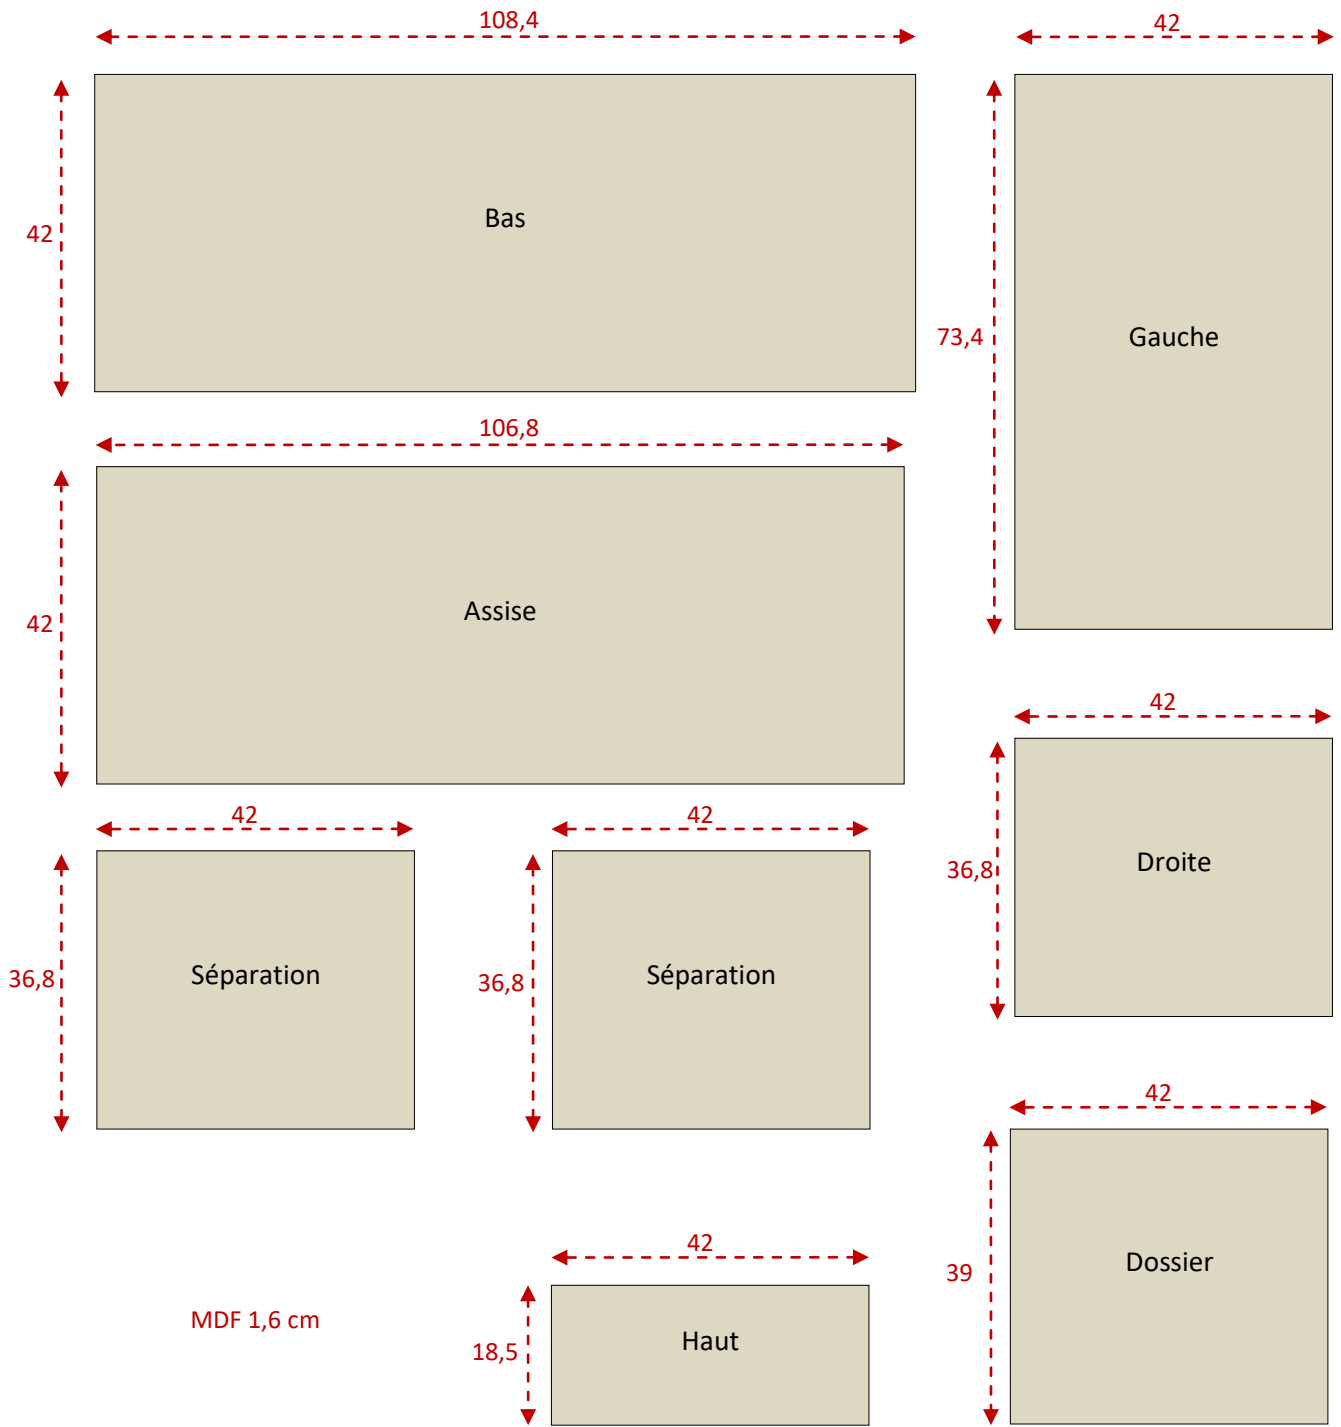 108,4
42
42
Bas
73,4
Gauche
106,8
42
Assise
42
36,8
Droite
42
42
36,8
Séparation
36,8
Séparation
42
39
Dossier
42
18,5
Haut
MDF 1,6 cm